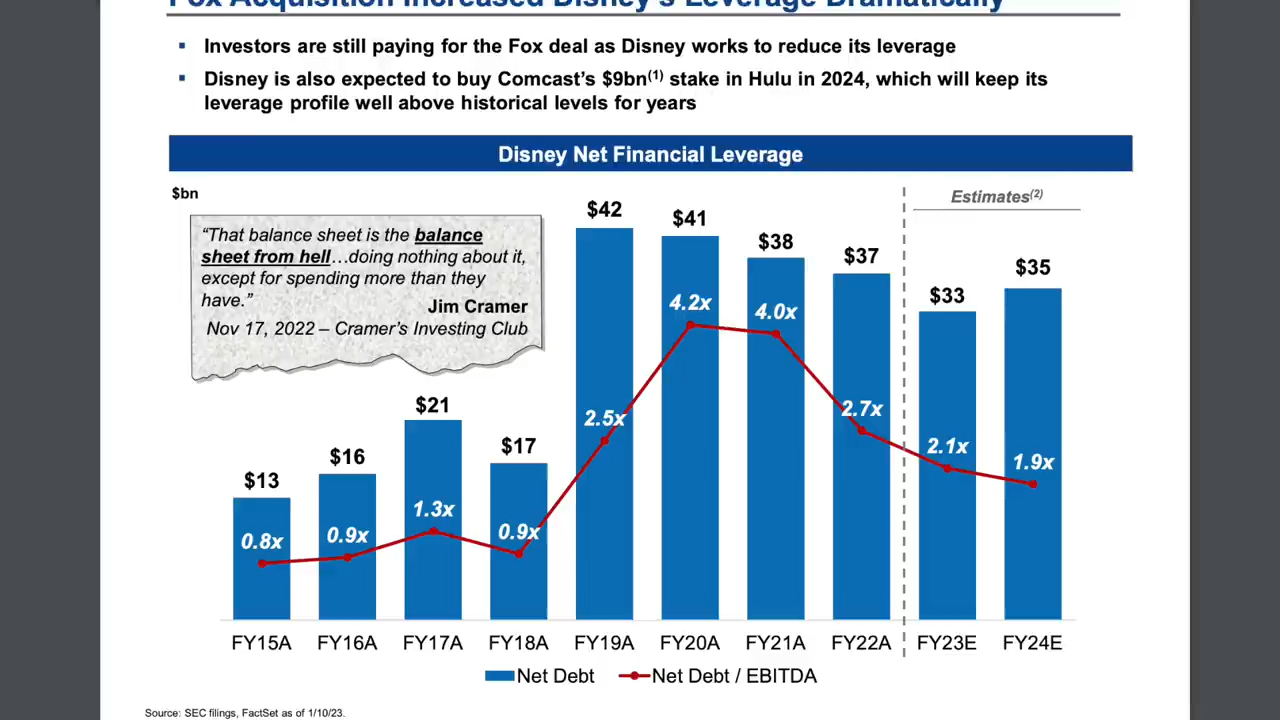 Fox Acquisition Increased Disney's Leverage Dramatically
▪ Investors are still paying for the Fox deal as Disney works to reduce its leverage
▪ Disney is also expected to buy Comcast's $9bn(1) stake in Hulu in 2024, which will keep its
leverage profile well above historical levels for years
Disney Net Financial Leverage
$bn
Estimates(2)
"That balance sheet is the balance
sheet from hell…doing nothing about it,
except for spending more than they
have."
Jim Cramer
Nov 17, 2022 – Cramer's Investing Club
$13
$16
$21
$17
$42
$41
$38
$37
$33
$35
0.8x
0.9x
1.3x
0.9x
2.5x
4.2x
4.0x
2.7x
2.1x
1.9x
FY15A FY16A FY17A FY18A FY19A FY20A FY21A FY22A FY23E FY24E
Net Debt Net Debt / EBITDA
Source: SEC filings, FactSet as of 1/10/23.